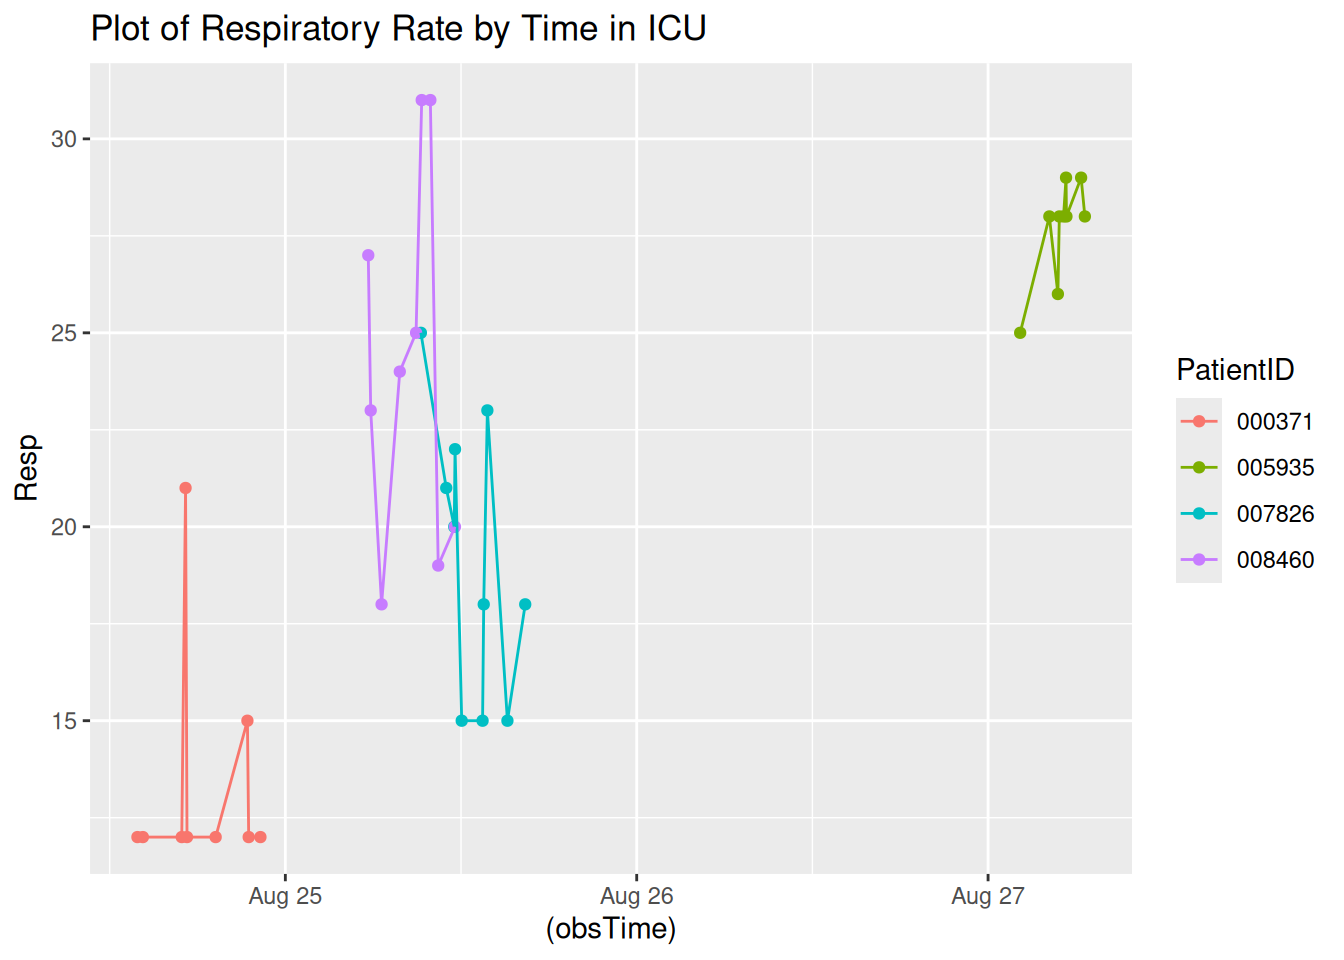 Plot of Respiratory Rate by Time in ICU
30
25
20
15
Resp
Aug 25
Aug 26
Aug 27
(obsTime)
PatientID
000371
005935
007826
008460